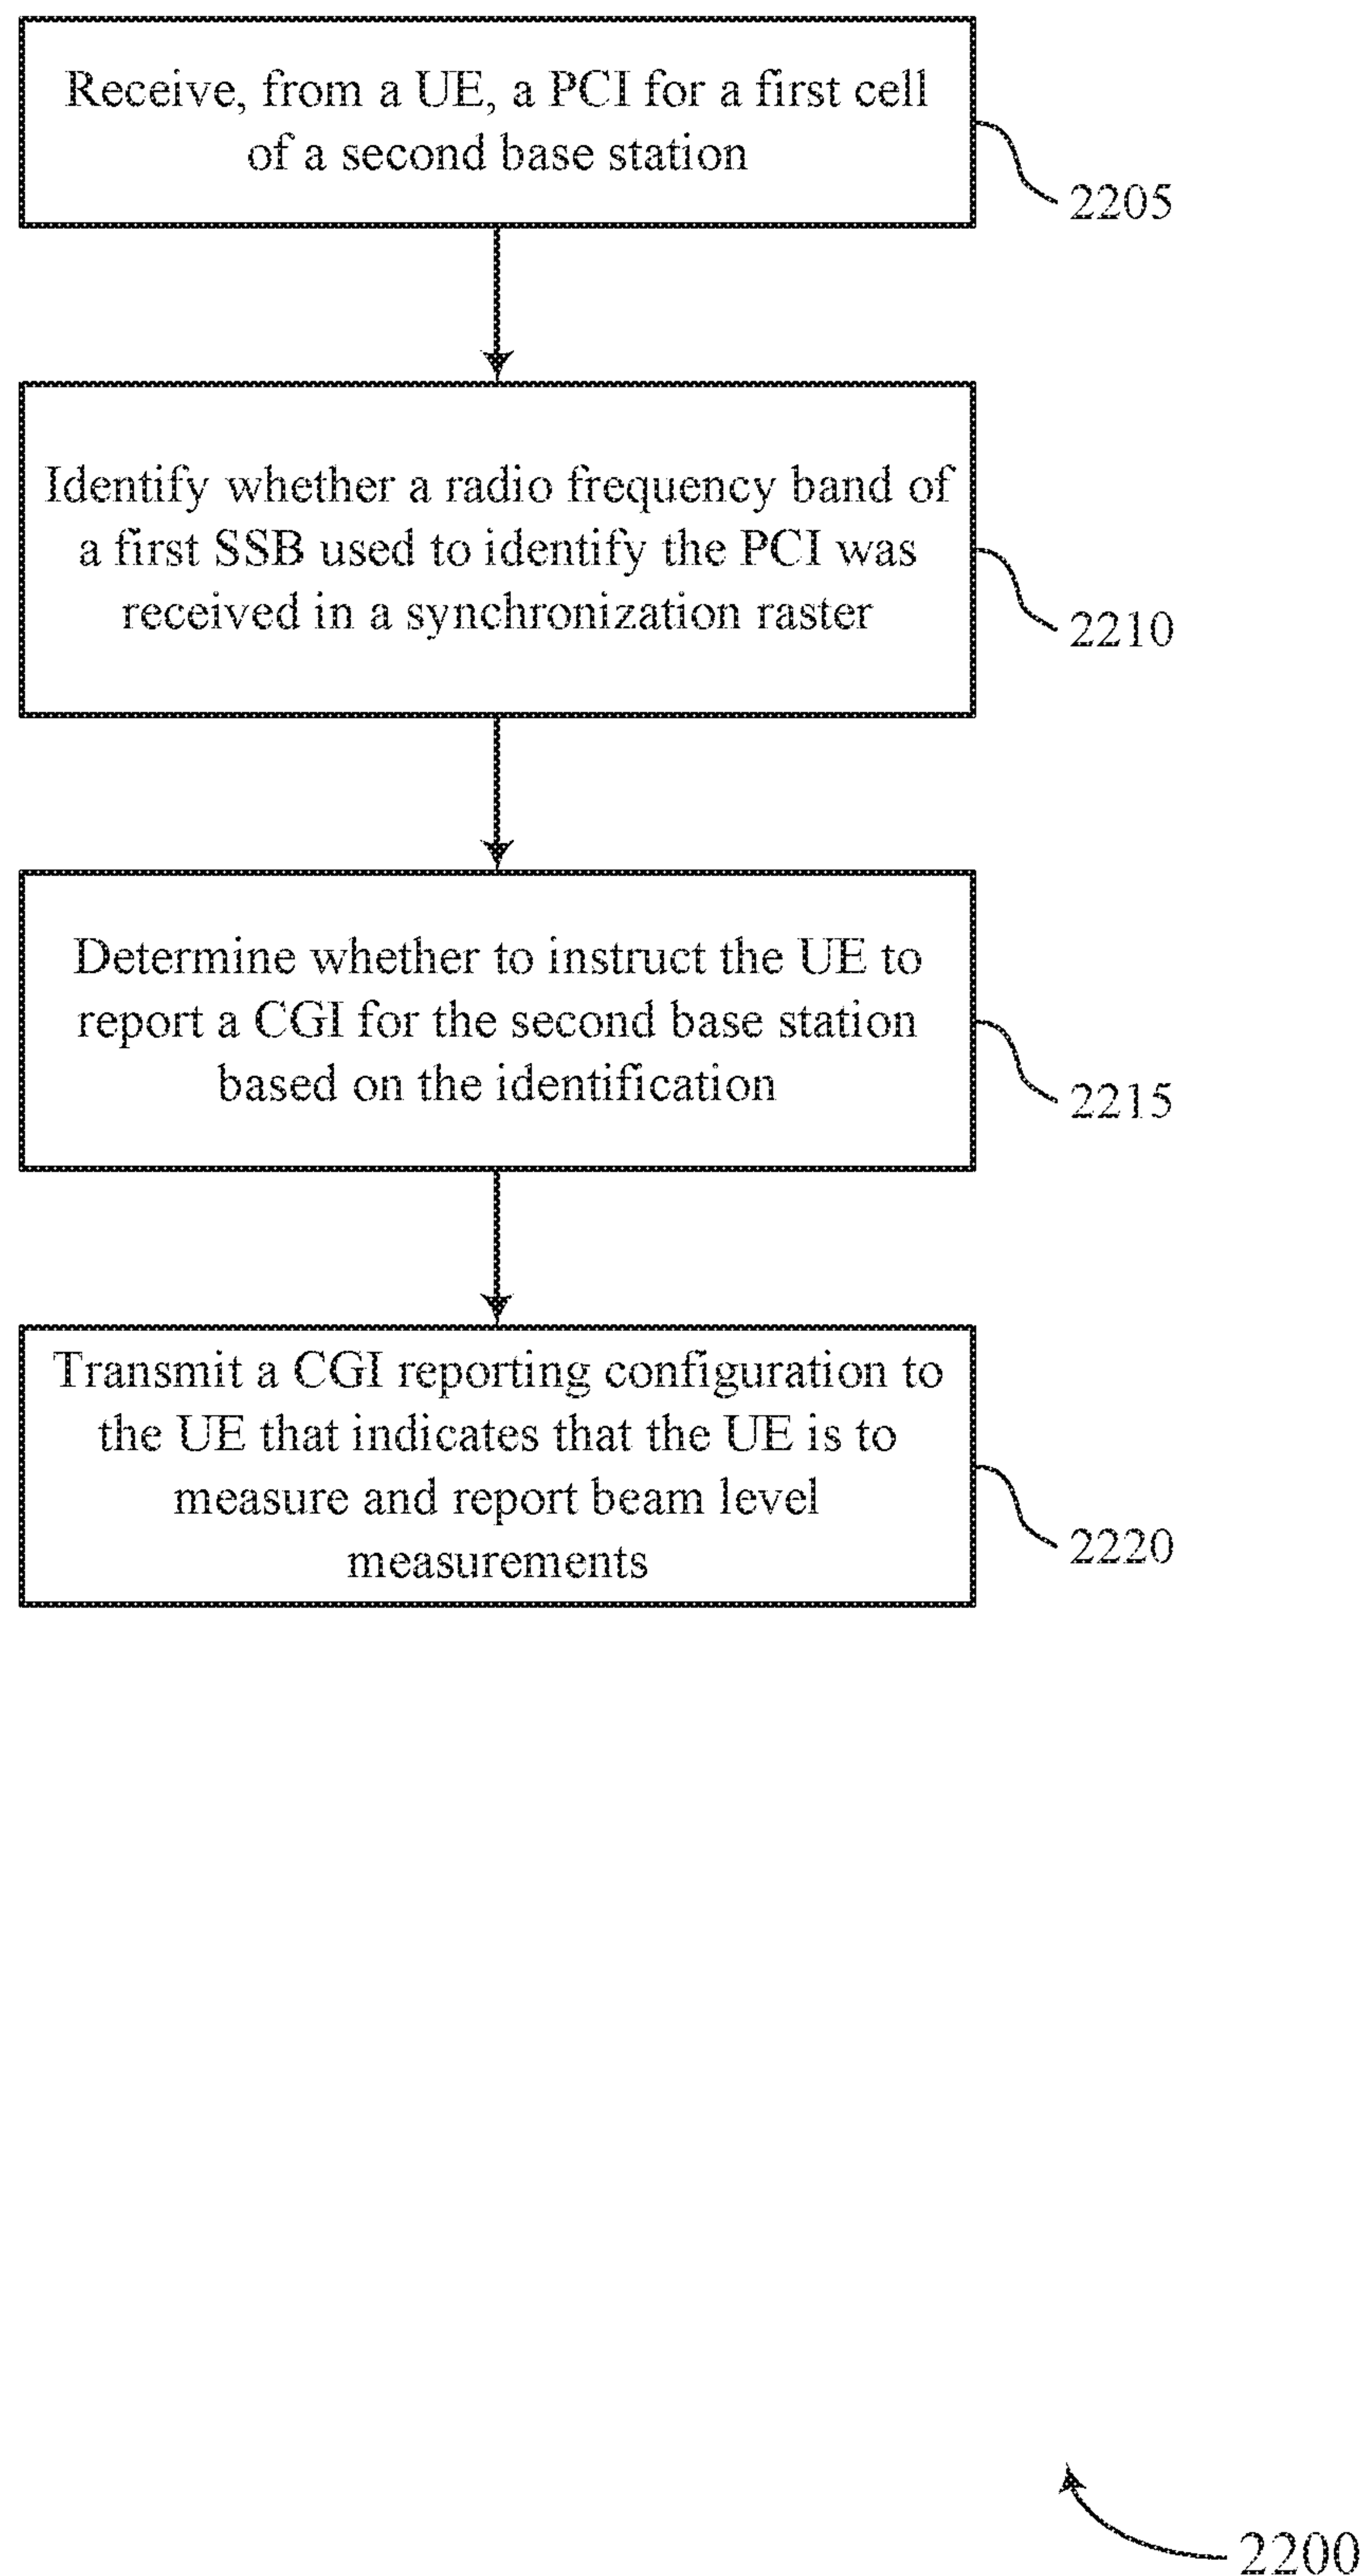 Receive, from a UE, a PCI for a first cell
of a second base station
2205
Identify whether a radio frequency band of
a first SSB used to identify the PCI was
received in a synchronization raster
2210
Determine whether to instruct the UE to
report a CGI for the second base station
based on the identification
2215
Transmit a CGI reporting configuration to
the UE that indicates that the UE is to
measure and report beam level
measurements
2220
2200